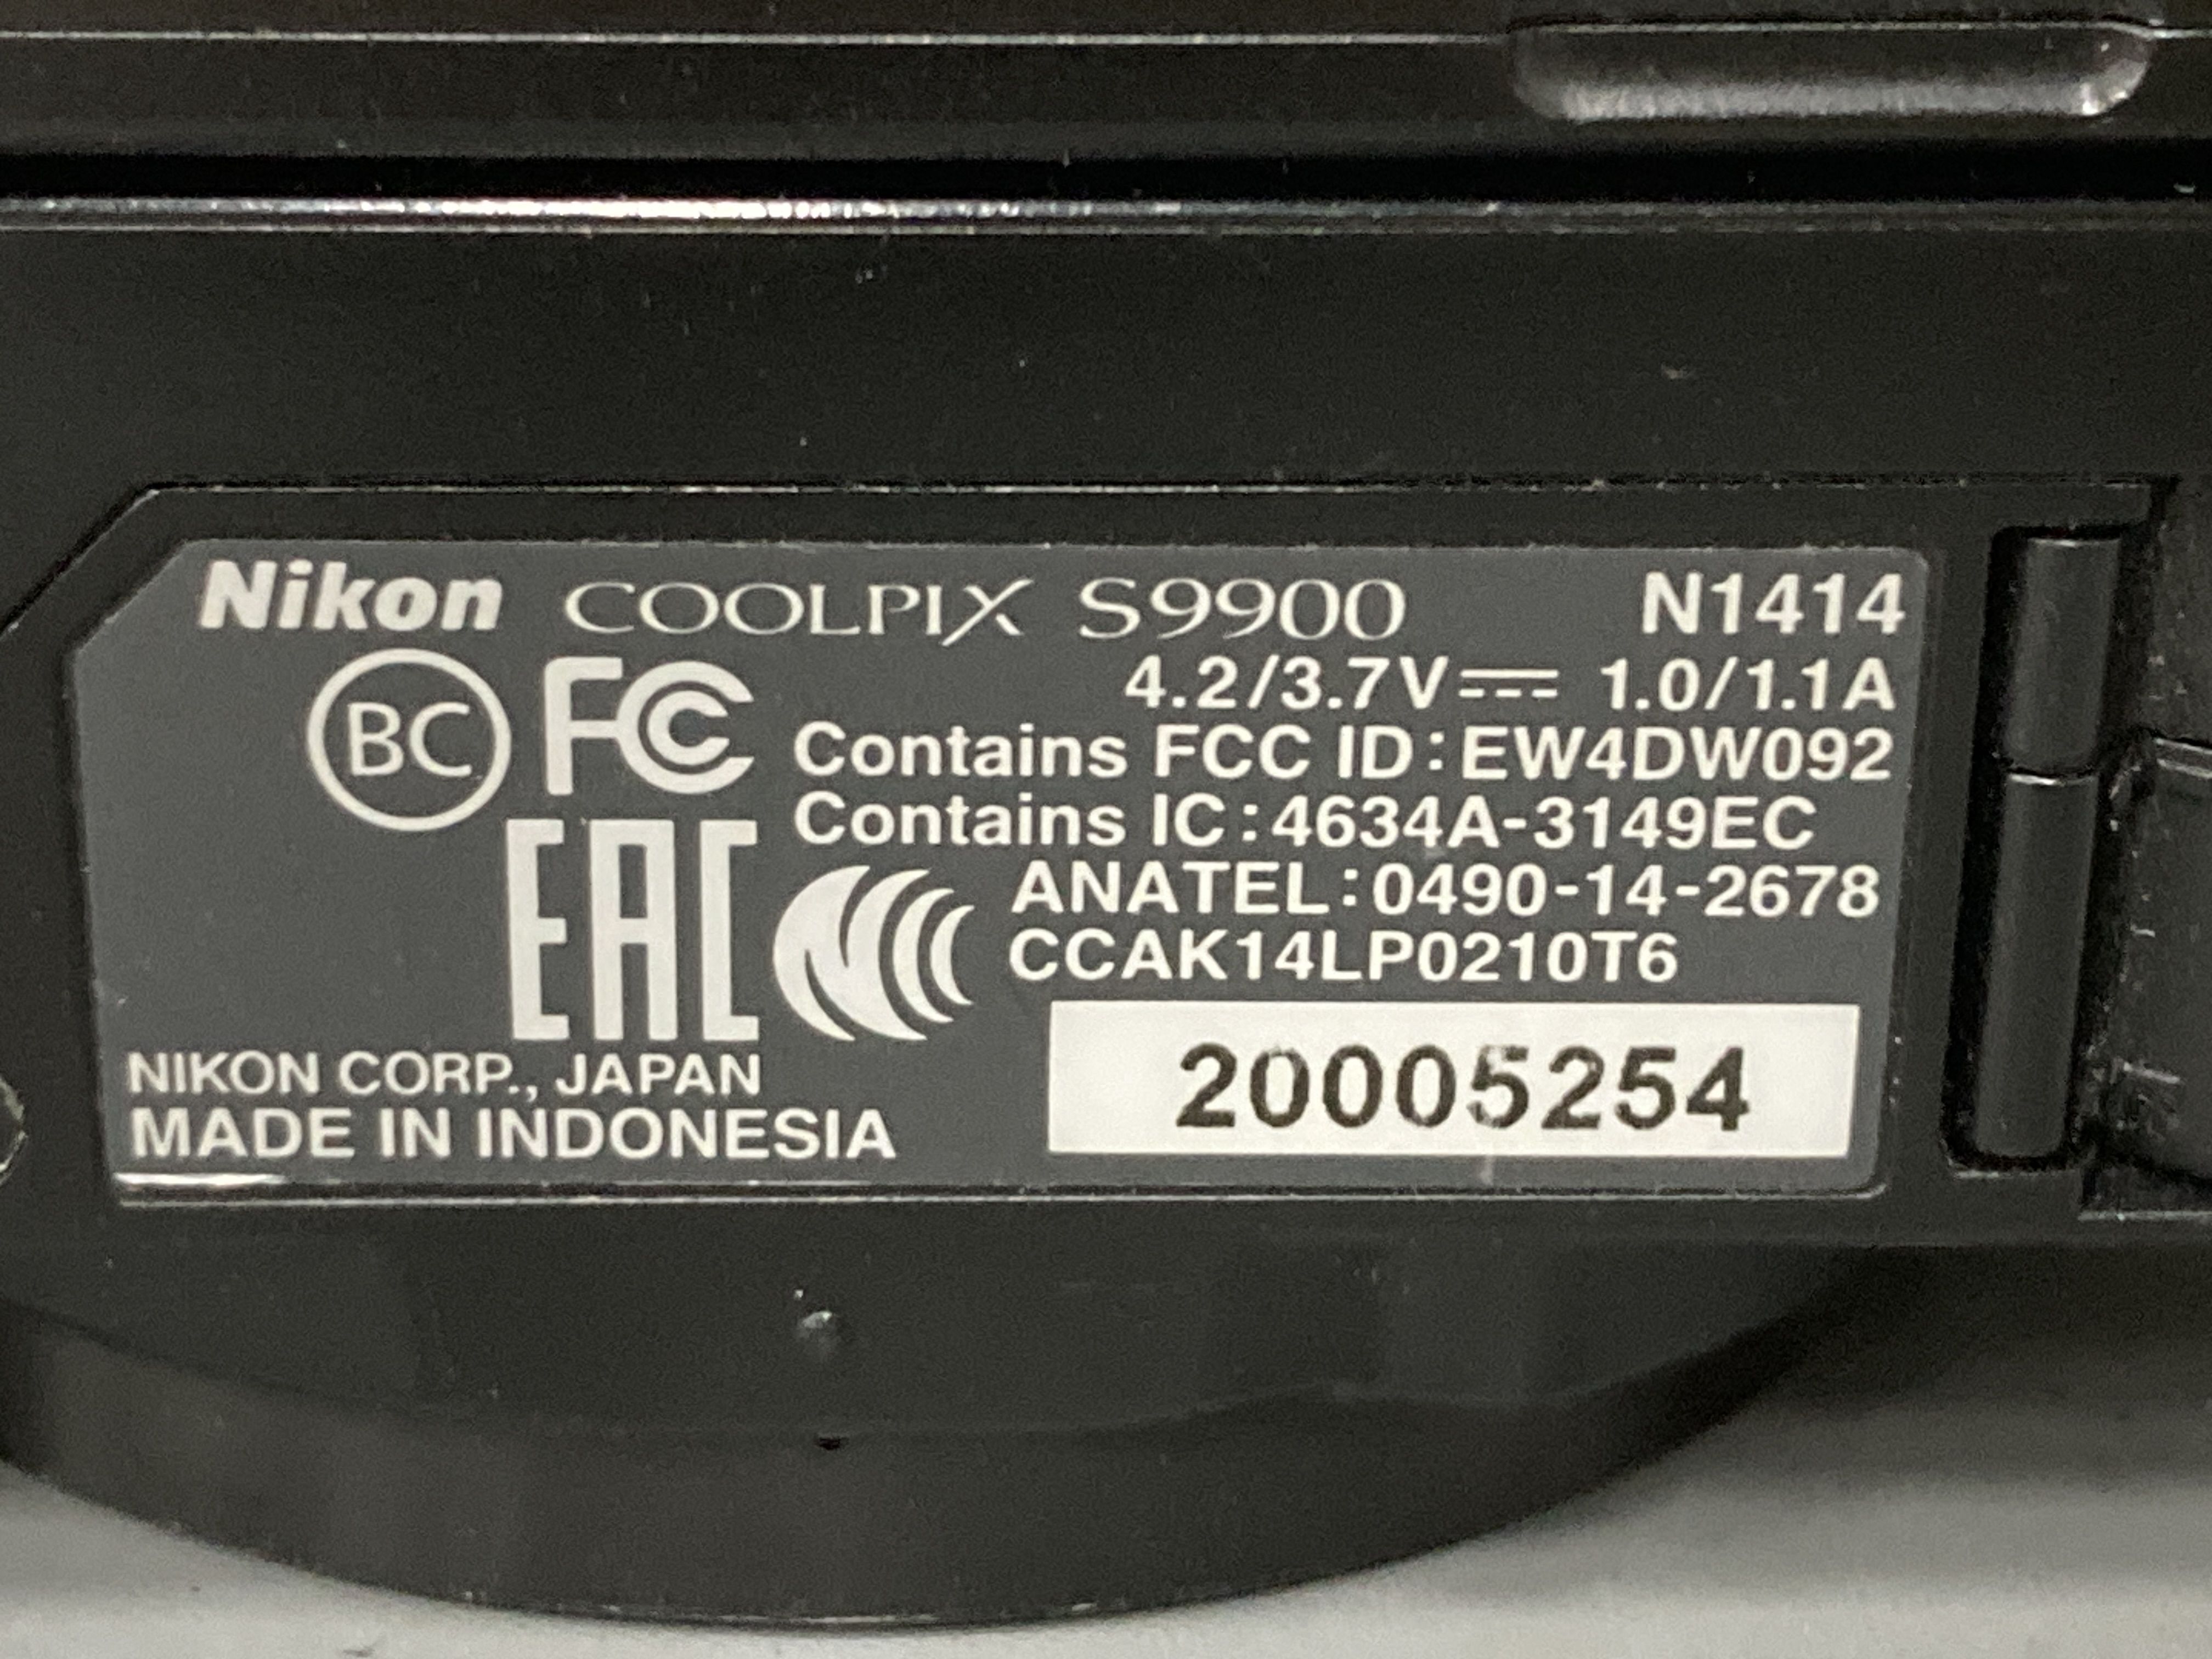 Nikon COOLPIX S9900 N1414
4.2/3.7V⎓ 1.0/1.1A
BC FC Contains FCC ID:EW4DW092
Contains IC:4634A-3149EC
EAC ANATEL:0490-14-2678
CCAK14LP0210T6
20005254
NIKON CORP., JAPAN
MADE IN INDONESIA